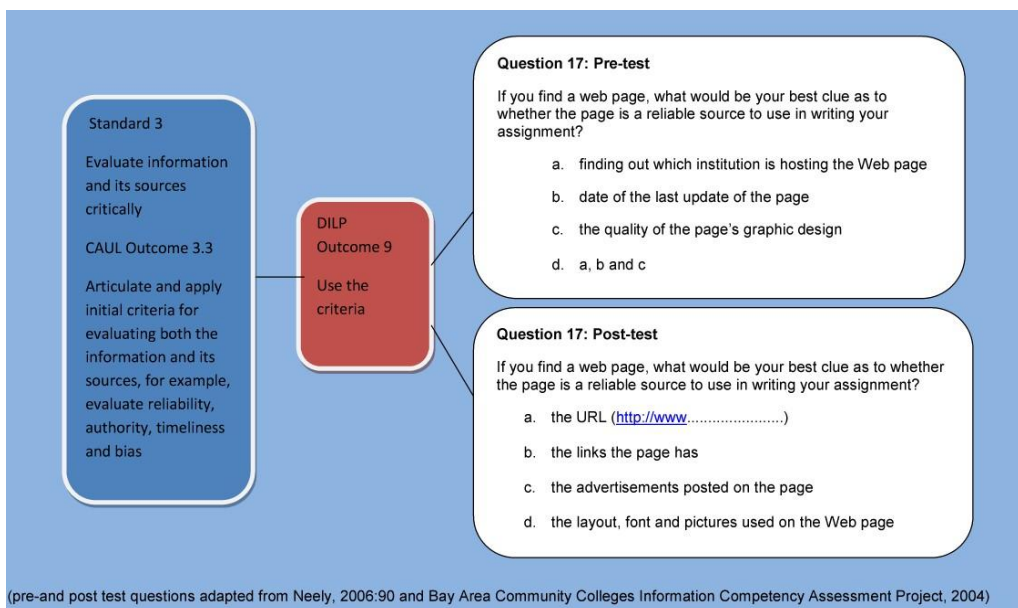 Standard 3
Evaluate information
and its sources
critically
CAUL Outcome 3.3
Articulate and apply
initial criteria for
evaluating both the
information and its
sources, for example,
evaluate reliability,
authority, timeliness
and bias
DILP
Outcome 9
Use the
criteria
Question 17: Pre-test
If you find a web page, what would be your best clue as to
whether the page is a reliable source to use in writing your
assignment?
a. finding out which institution is hosting the Web page
b. date of the last update of the page
c. the quality of the page's graphic design
d. a, b and c
Question 17: Post-test
If you find a web page, what would be your best clue as to whether
the page is a reliable source to use in writing your assignment?
a. the URL (http://www.......................)
b. the links the page has
c. the advertisements posted on the page
d. the layout, font and pictures used on the Web page
(pre-and post test questions adapted from Neely, 2006:90 and Bay Area Community Colleges Information Competency Assessment Project, 2004)